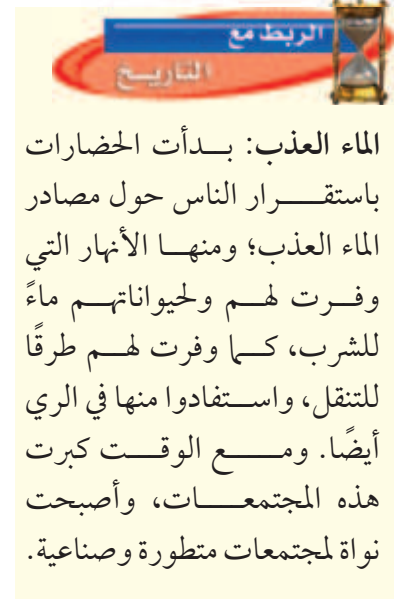 الربط مع
التاريخ
الماء العذب: بدأت الحضارات
باستقرار الناس حول مصادر
الماء العذب؛ ومنها الأنهار التي
وفرت لهم ولحيواناتهم ماءً
للشرب، كما وفرت لهم طرقًا
للتنقل، واستفادوا منها في الري
أيضًا. ومع الوقت كبرت
هذه المجتمعات، وأصبحت
نواة لمجتمعات متطورة وصناعية.